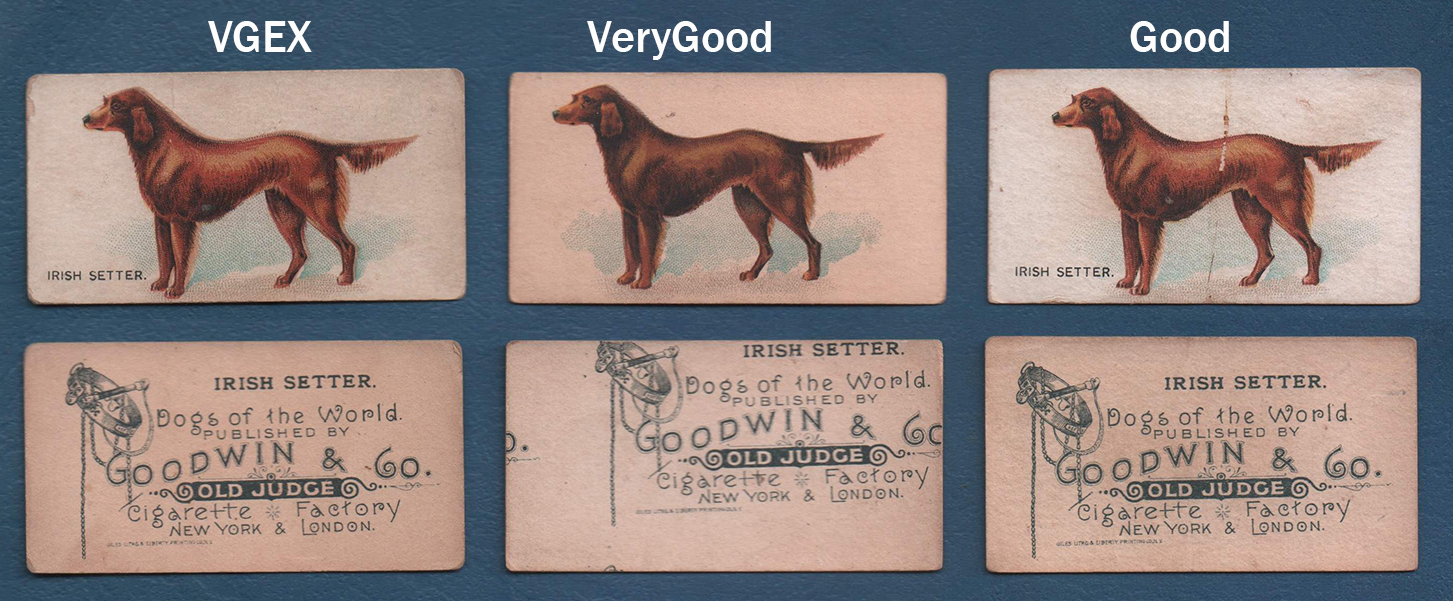 VGEX
VeryGood
Good
IRISH SETTER.
IRISH SETTER.
IRISH SETTER.
Dogs of the World.
PUBLISHED BY
GOODWIN & Co.
OLD JUDGE
Cigarette Factory
NEW YORK & LONDON.
IRISH SETTER.
Dogs of the World.
PUBLISHED BY
o. GOODWIN & Co
OLD JUDGE
Cigarette Factory
NEW YORK & LONDON.
IRISH SETTER.
Dogs of the World.
PUBLISHED BY
GOODWIN & Co.
OLD JUDGE
Cigarette Factory
NEW YORK & LONDON.